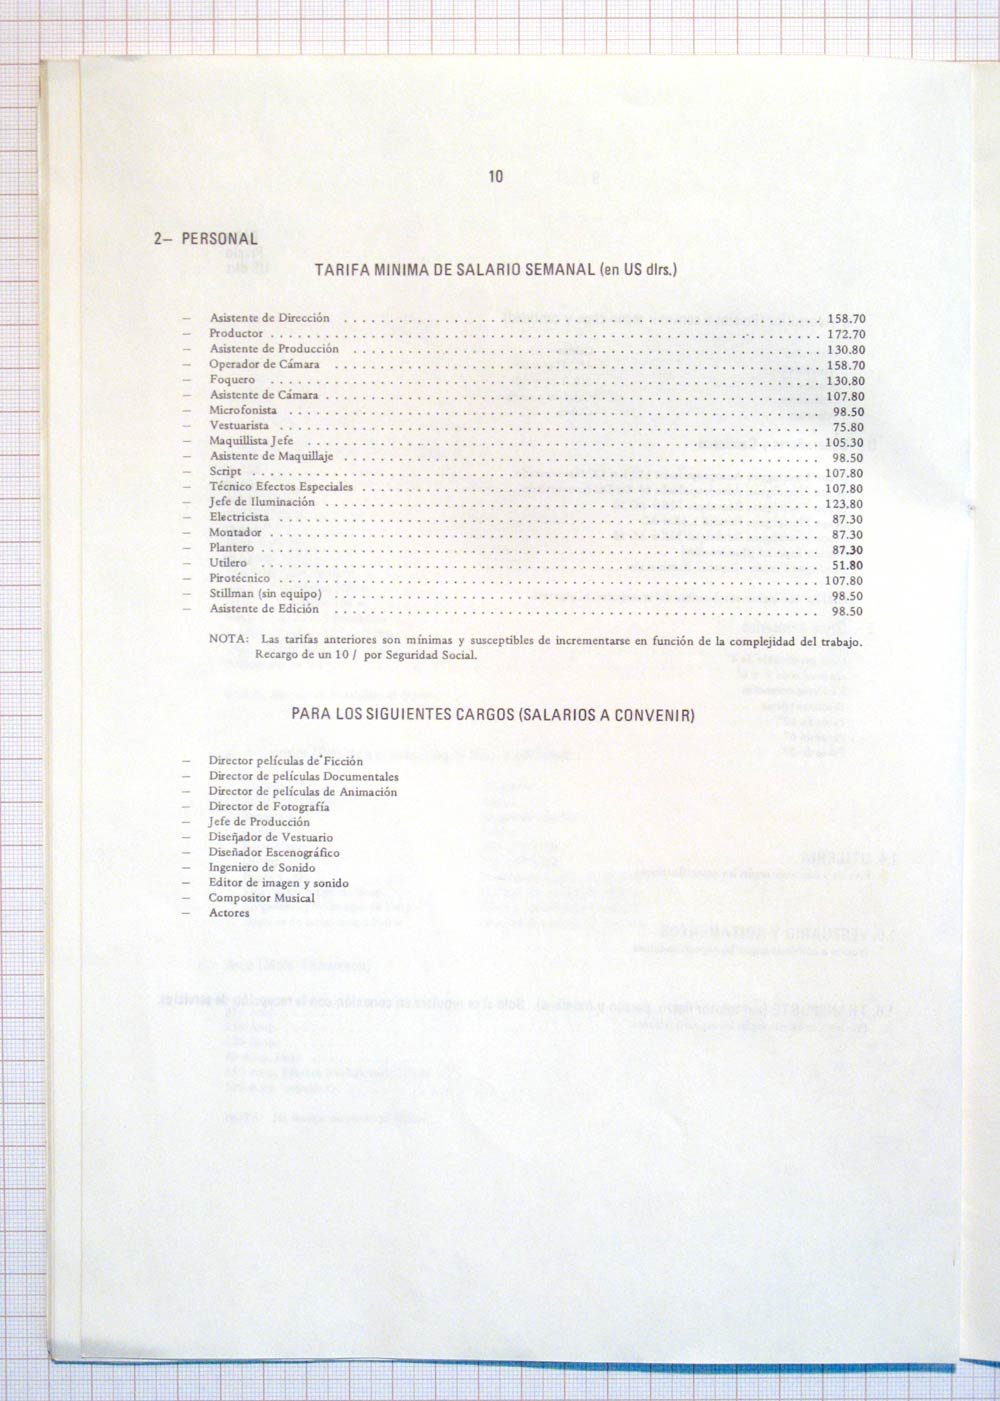 10
2– PERSONAL
TARIFA MINIMA DE SALARIO SEMANAL (en US dlrs.)
– Asistente de Dirección . . . . . 158.70
– Productor . . . . . 172.70
– Asistente de Producción . . . . . 130.80
– Operador de Cámara . . . . . 158.70
– Foquero . . . . . 130.80
– Asistente de Cámara . . . . . 107.80
– Microfonista . . . . . 98.50
– Vestuarista . . . . . 75.80
– Maquillista Jefe . . . . . 105.30
– Asistente de Maquillaje . . . . . 98.50
– Script . . . . . 107.80
– Técnico Efectos Especiales . . . . . 107.80
– Jefe de Iluminación . . . . . 123.80
– Electricista . . . . . 87.30
– Montador . . . . . 87.30
– Plantero . . . . . 87.30
– Utilero . . . . . 51.80
– Pirotécnico . . . . . 107.80
– Stillman (sin equipo) . . . . . 98.50
– Asistente de Edición . . . . . 98.50
NOTA: Las tarifas anteriores son mínimas y susceptibles de incrementarse en función de la complejidad del trabajo.
Recargo de un 10 / por Seguridad Social.
PARA LOS SIGUIENTES CARGOS (SALARIOS A CONVENIR)
– Director películas de Ficción
– Director de películas Documentales
– Director de películas de Animación
– Director de Fotografía
– Jefe de Producción
– Diseñador de Vestuario
– Diseñador Escenográfico
– Ingeniero de Sonido
– Editor de imagen y sonido
– Compositor Musical
– Actores